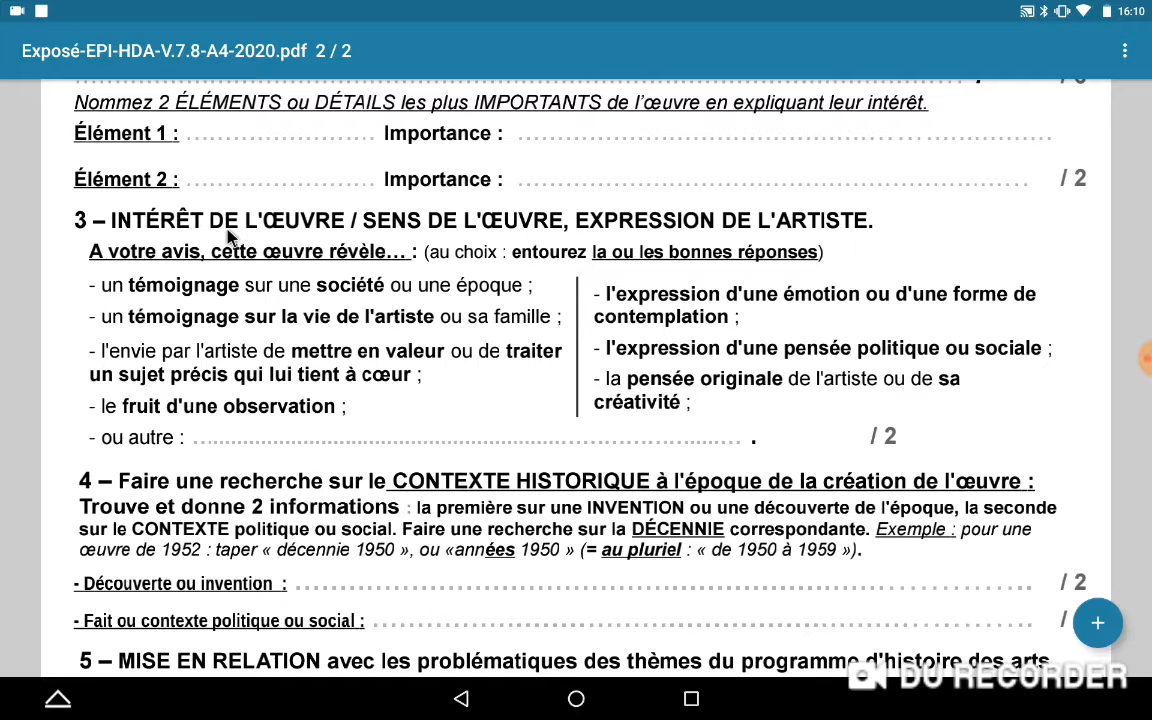 16:10
Exposé-EPI-HDA-V.7.8-A4-2020.pdf 2 / 2
Nommez 2 ÉLÉMENTS ou DÉTAILS les plus IMPORTANTS de l'œuvre en expliquant leur intérêt.
Élément 1 : ........................ Importance : ........................................................
Élément 2 : ........................ Importance : ........................................................ / 2
3 – INTÉRÊT DE L'ŒUVRE / SENS DE L'ŒUVRE, EXPRESSION DE L'ARTISTE.
A votre avis, cette œuvre révèle... : (au choix : entourez la ou les bonnes réponses)
- un témoignage sur une société ou une époque ;
- un témoignage sur la vie de l'artiste ou sa famille ;
- l'envie par l'artiste de mettre en valeur ou de traiter
un sujet précis qui lui tient à cœur ;
- le fruit d'une observation ;
- l'expression d'une émotion ou d'une forme de
contemplation ;
- l'expression d'une pensée politique ou sociale ;
- la pensée originale de l'artiste ou de sa
créativité ;
- ou autre : ........................................................................ . / 2
4 – Faire une recherche sur le CONTEXTE HISTORIQUE à l'époque de la création de l'œuvre :
Trouve et donne 2 informations : la première sur une INVENTION ou une découverte de l'époque, la seconde
sur le CONTEXTE politique ou social. Faire une recherche sur la DÉCENNIE correspondante. Exemple : pour une
œuvre de 1952 : taper « décennie 1950 », ou «années 1950 » (= au pluriel : « de 1950 à 1959 »).
- Découverte ou invention : ........................................................................ / 2
- Fait ou contexte politique ou social : ............................................................ /
+
5 – MISE EN RELATION avec les problématiques des thèmes du programme d'histoire des arts
DU RECORDER